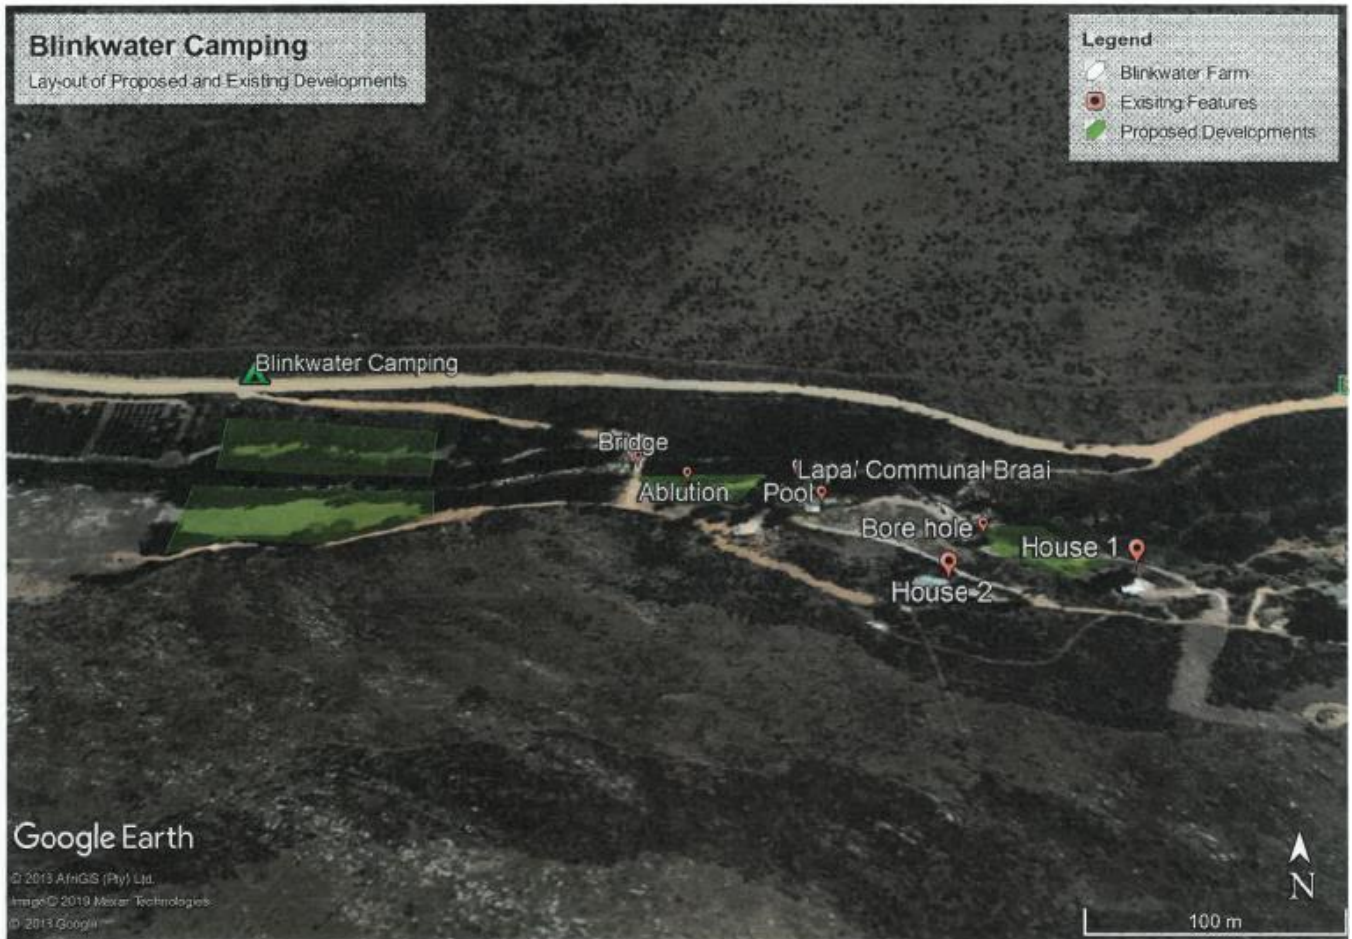 Blinkwater Camping
Lay-out of Proposed and Existing Developments
Legend
Blinkwater Farm
Exisitng Features
Proposed Developments
Blinkwater Camping
Bridge
'Lapa' Communal Braai
Ablution
Pool
Bore hole
House 1
House 2
Google Earth
© 2018 AfriGIS (Pty) Ltd.
Image © 2019 Maxar Technologies
© 2018 Google
N
100 m